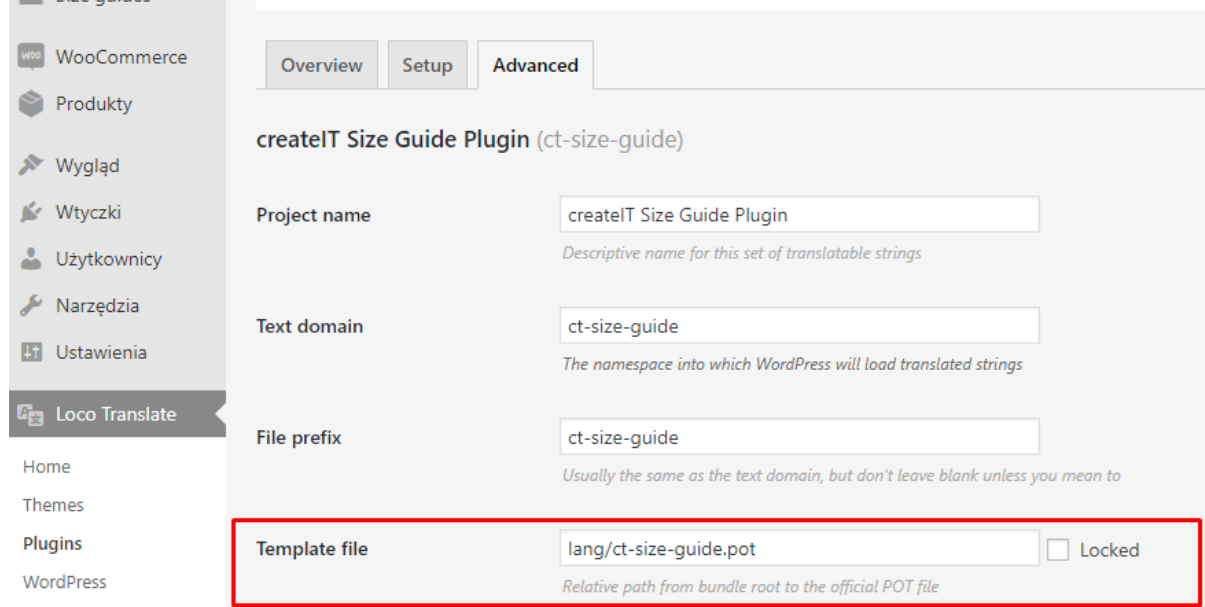 Size guides
WooCommerce
Produkty
Wygląd
Wtyczki
Użytkownicy
Narzędzia
Ustawienia
Loco Translate
Home
Themes
Plugins
WordPress
Overview Setup Advanced
createIT Size Guide Plugin (ct-size-guide)
Project name createIT Size Guide Plugin
Descriptive name for this set of translatable strings
Text domain ct-size-guide
The namespace into which WordPress will load translated strings
File prefix ct-size-guide
Usually the same as the text domain, but don't leave blank unless you mean to
Template file lang/ct-size-guide.pot Locked
Relative path from bundle root to the official POT file